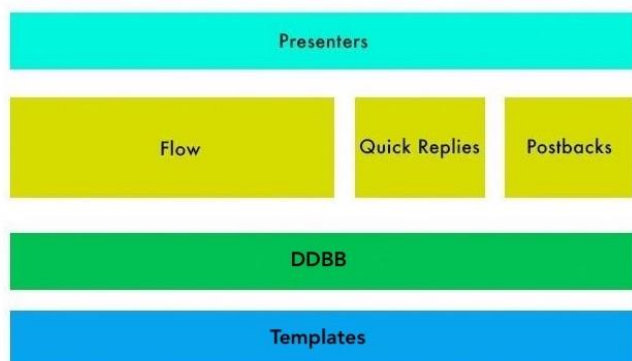 Presenters
Flow
Quick Replies
Postbacks
DDBB
Templates